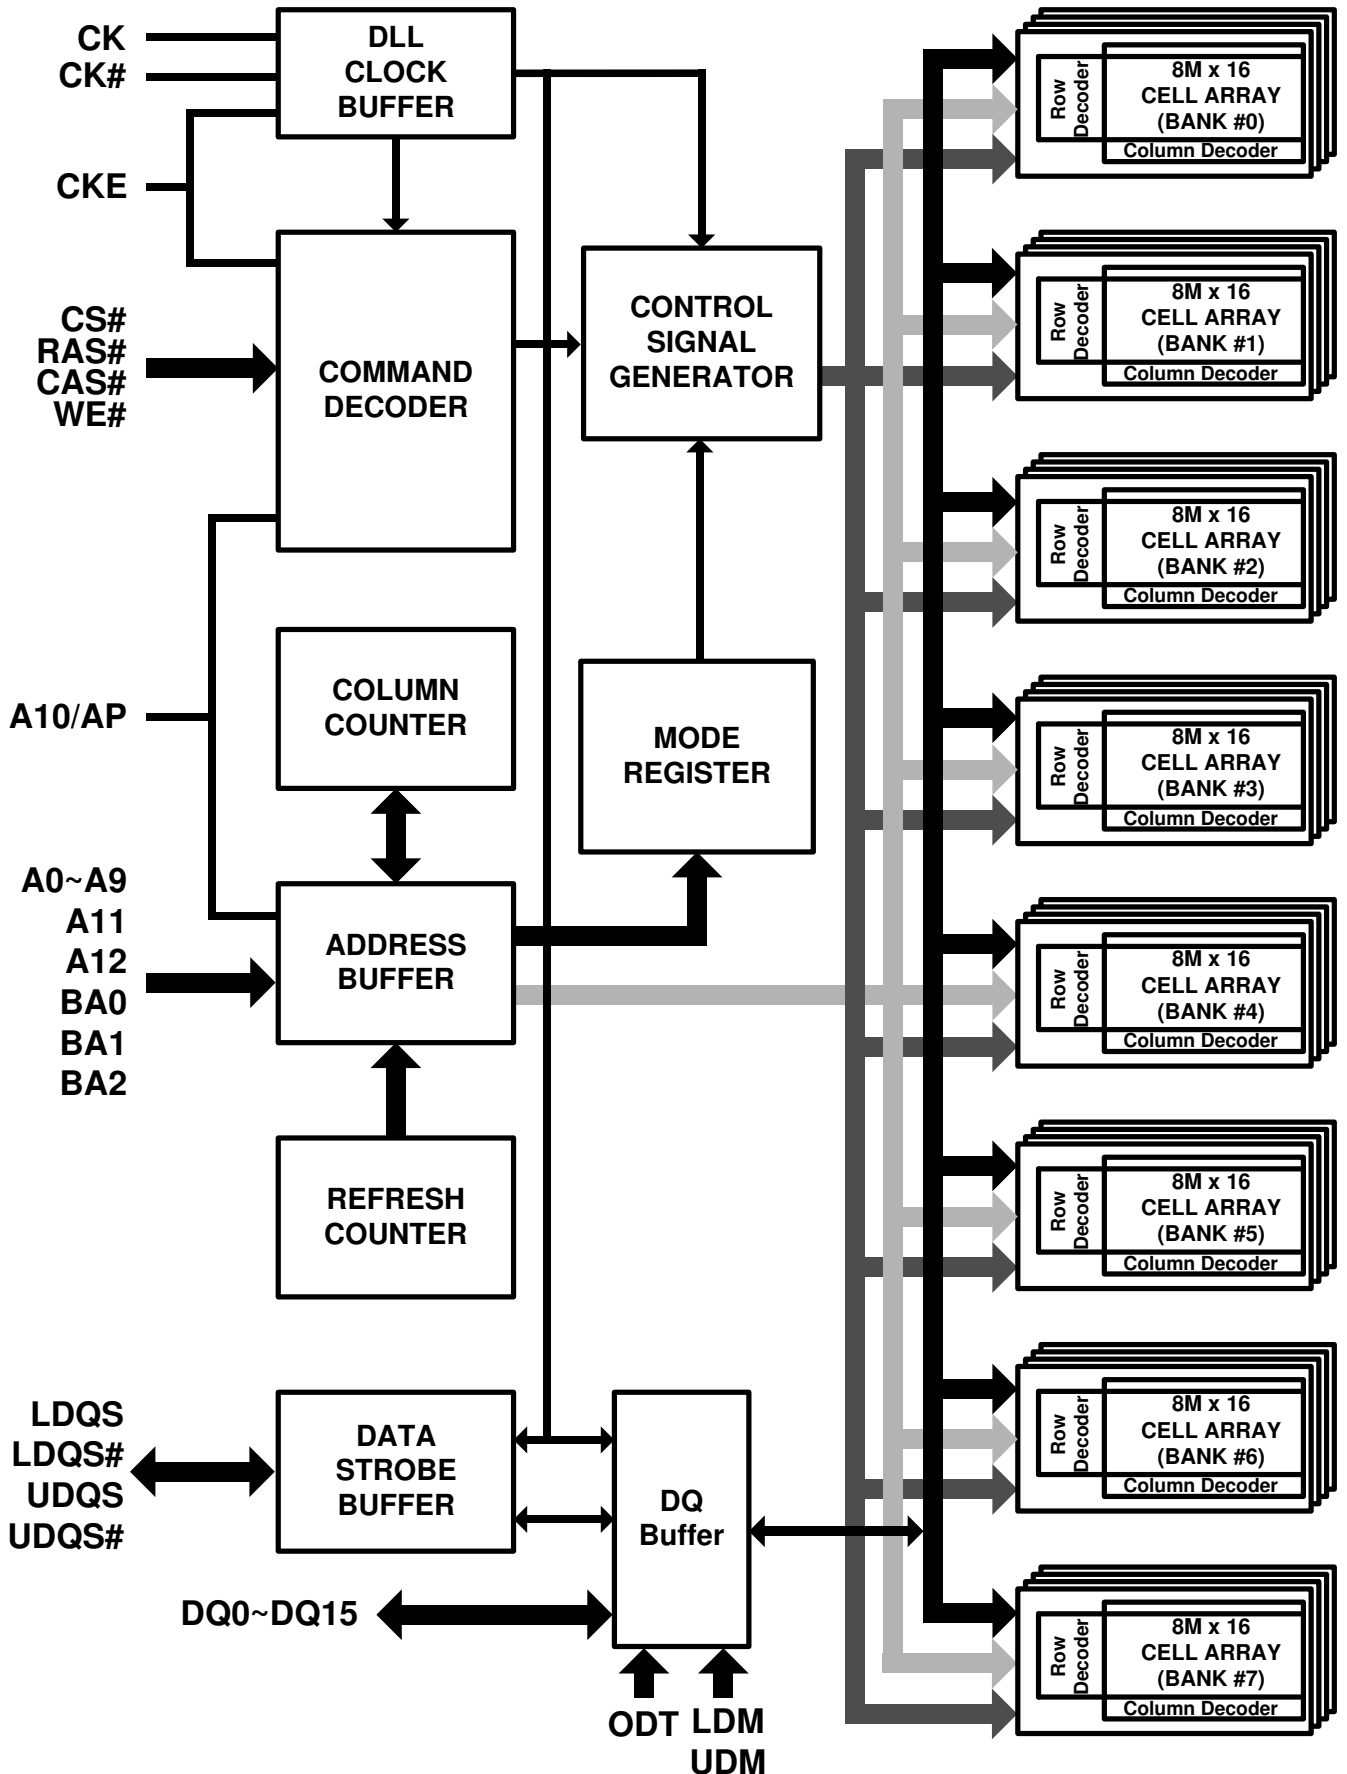 CK
CK#
CKE
CS#
RAS#
CAS#
WE#
A10/AP
A0~A9
A11
A12
BA0
BA1
BA2
LDQS
LDQS#
UDQS
UDQS#
DQ0~DQ15
DLL
CLOCK
BUFFER
COMMAND
DECODER
COLUMN
COUNTER
ADDRESS
BUFFER
REFRESH
COUNTER
DATA
STROBE
BUFFER
CONTROL
SIGNAL
GENERATOR
MODE
REGISTER
DQ
Buffer
ODT
LDM
UDM
Row
Decoder
8M x 16
CELL ARRAY
(BANK #0)
Column Decoder
Row
Decoder
8M x 16
CELL ARRAY
(BANK #1)
Column Decoder
Row
Decoder
8M x 16
CELL ARRAY
(BANK #2)
Column Decoder
Row
Decoder
8M x 16
CELL ARRAY
(BANK #3)
Column Decoder
Row
Decoder
8M x 16
CELL ARRAY
(BANK #4)
Column Decoder
Row
Decoder
8M x 16
CELL ARRAY
(BANK #5)
Column Decoder
Row
Decoder
8M x 16
CELL ARRAY
(BANK #6)
Column Decoder
Row
Decoder
8M x 16
CELL ARRAY
(BANK #7)
Column Decoder